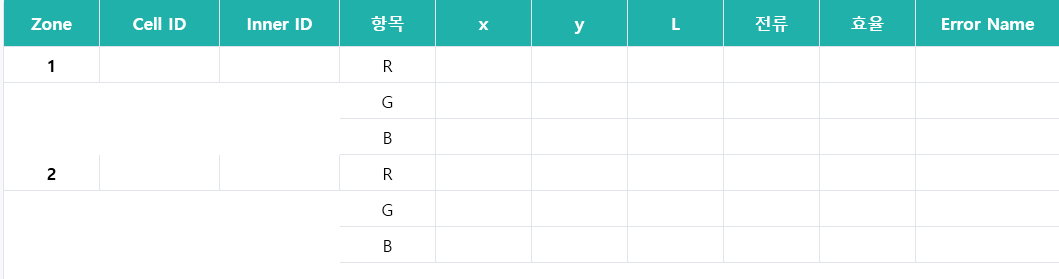 Zone Cell ID Inner ID 항목 x y L 전류 효율 Error Name
1 R
G
B
2 R
G
B